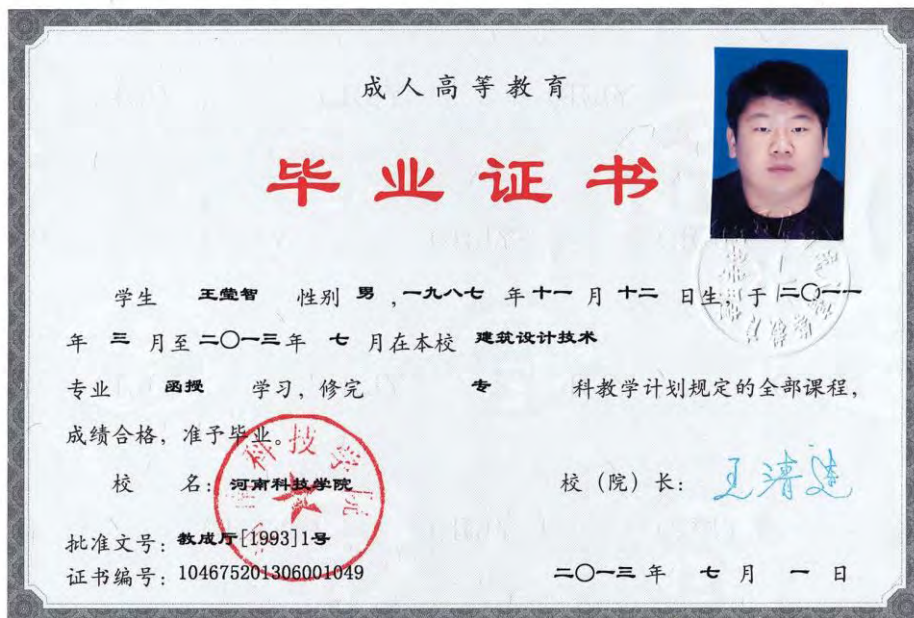 成人高等教育
毕业证书
学生 王莹智 性别 男 ,一九八七 年 十一 月 十二 日生,于 二〇一一
年 三 月至 二〇一三 年 七 月在本校 建筑设计技术
专业 函授 学习，修完 专 科教学计划规定的全部课程，
成绩合格，准予毕业。
校 名：河南科技学院 校（院）长：王清连
批准文号：教成厅[1993]1号
证书编号：104675201306001049 二〇一三 年 七 月 一 日